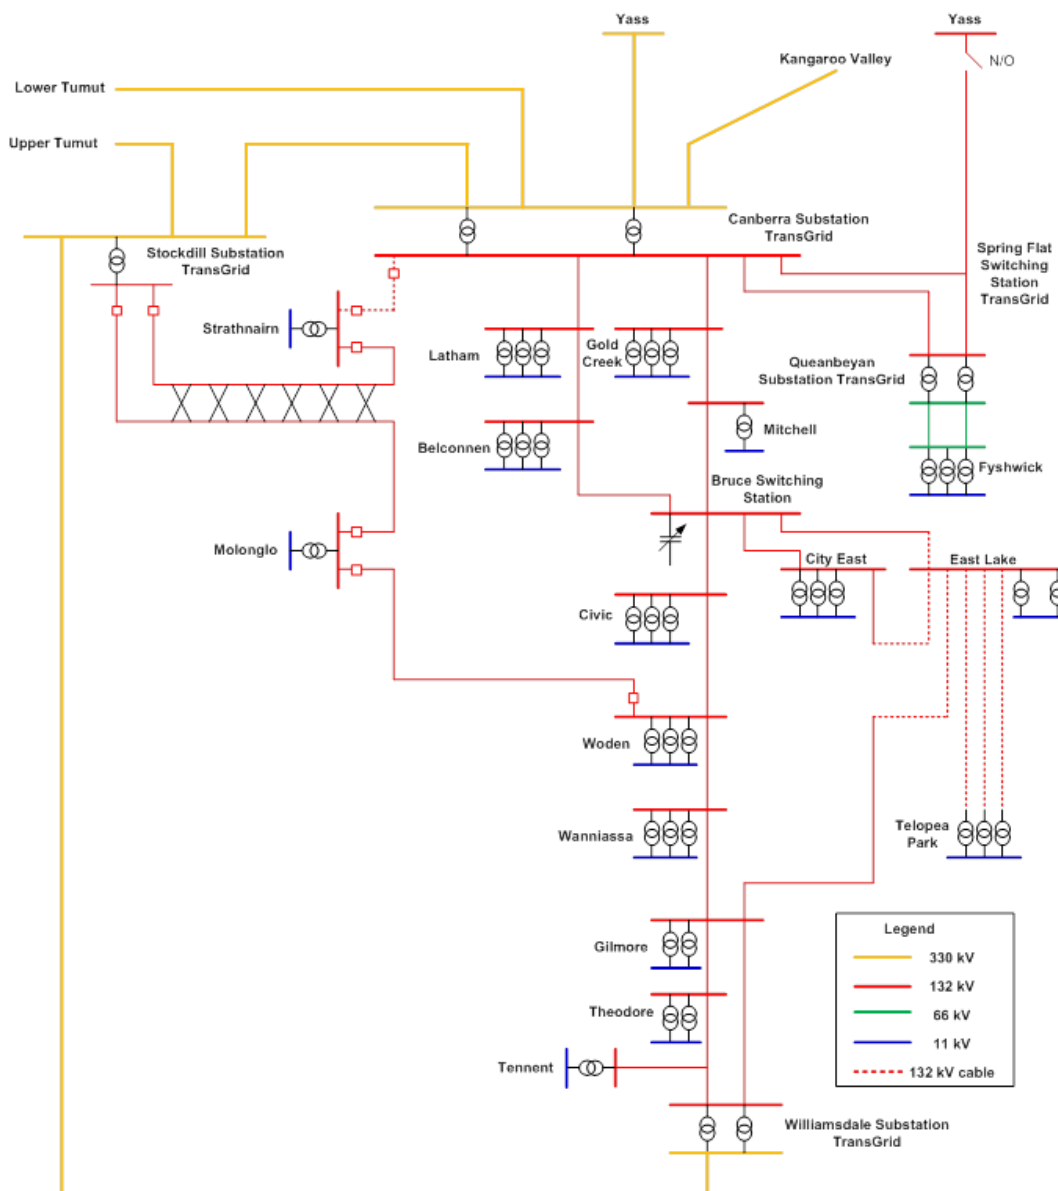 Yass
Yass
Kangaroo Valley
N/O
Lower Tumut
Upper Tumut
Canberra Substation
TransGrid
Stockdill Substation
TransGrid
Spring Flat
Switching
Station
TransGrid
Strathnairn
Latham
Gold
Creek
Queanbeyan
Substation TransGrid
Mitchell
Belconnen
Fyshwick
Bruce Switching
Station
Molonglo
City East
East Lake
Civic
Woden
Wanniassa
Telopea
Park
Gilmore
Theodore
Tennent
Legend
330 kV
132 kV
66 kV
11 kV
132 kV cable
Williamsdale Substation
TransGrid